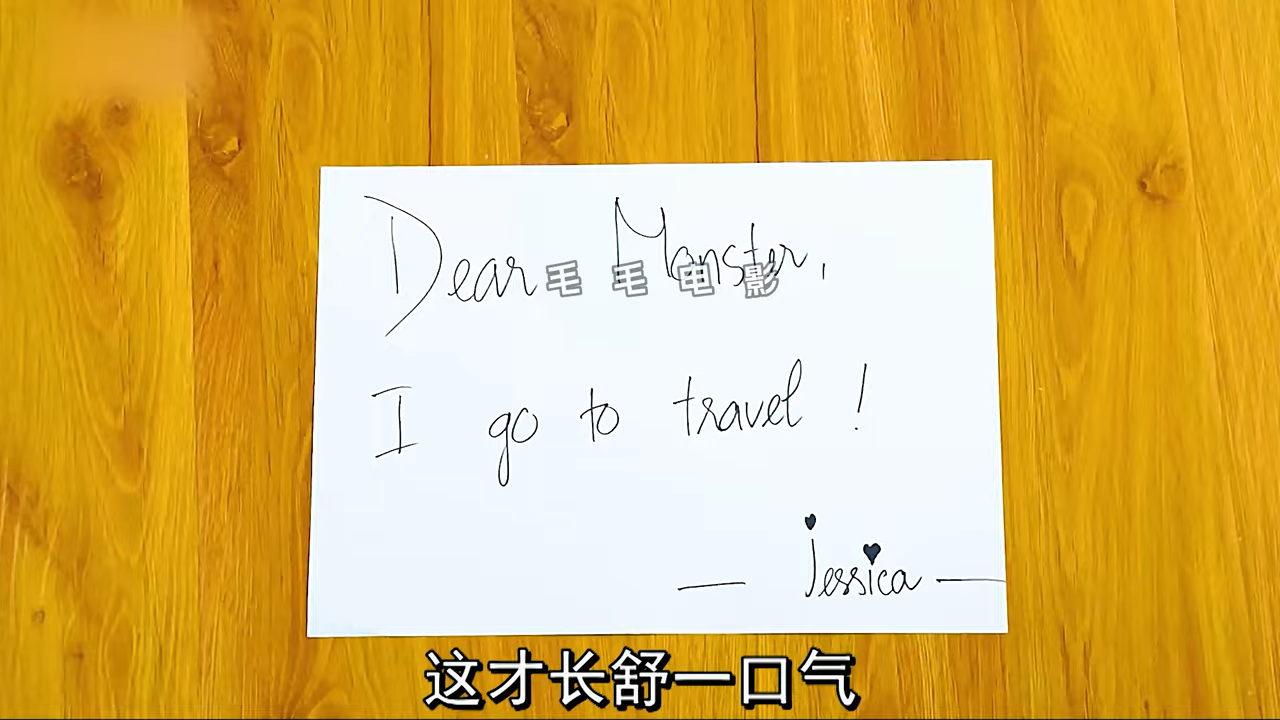 Dear Monster,
毛毛电影
I go to travel!
— jessica —
这才长舒一口气